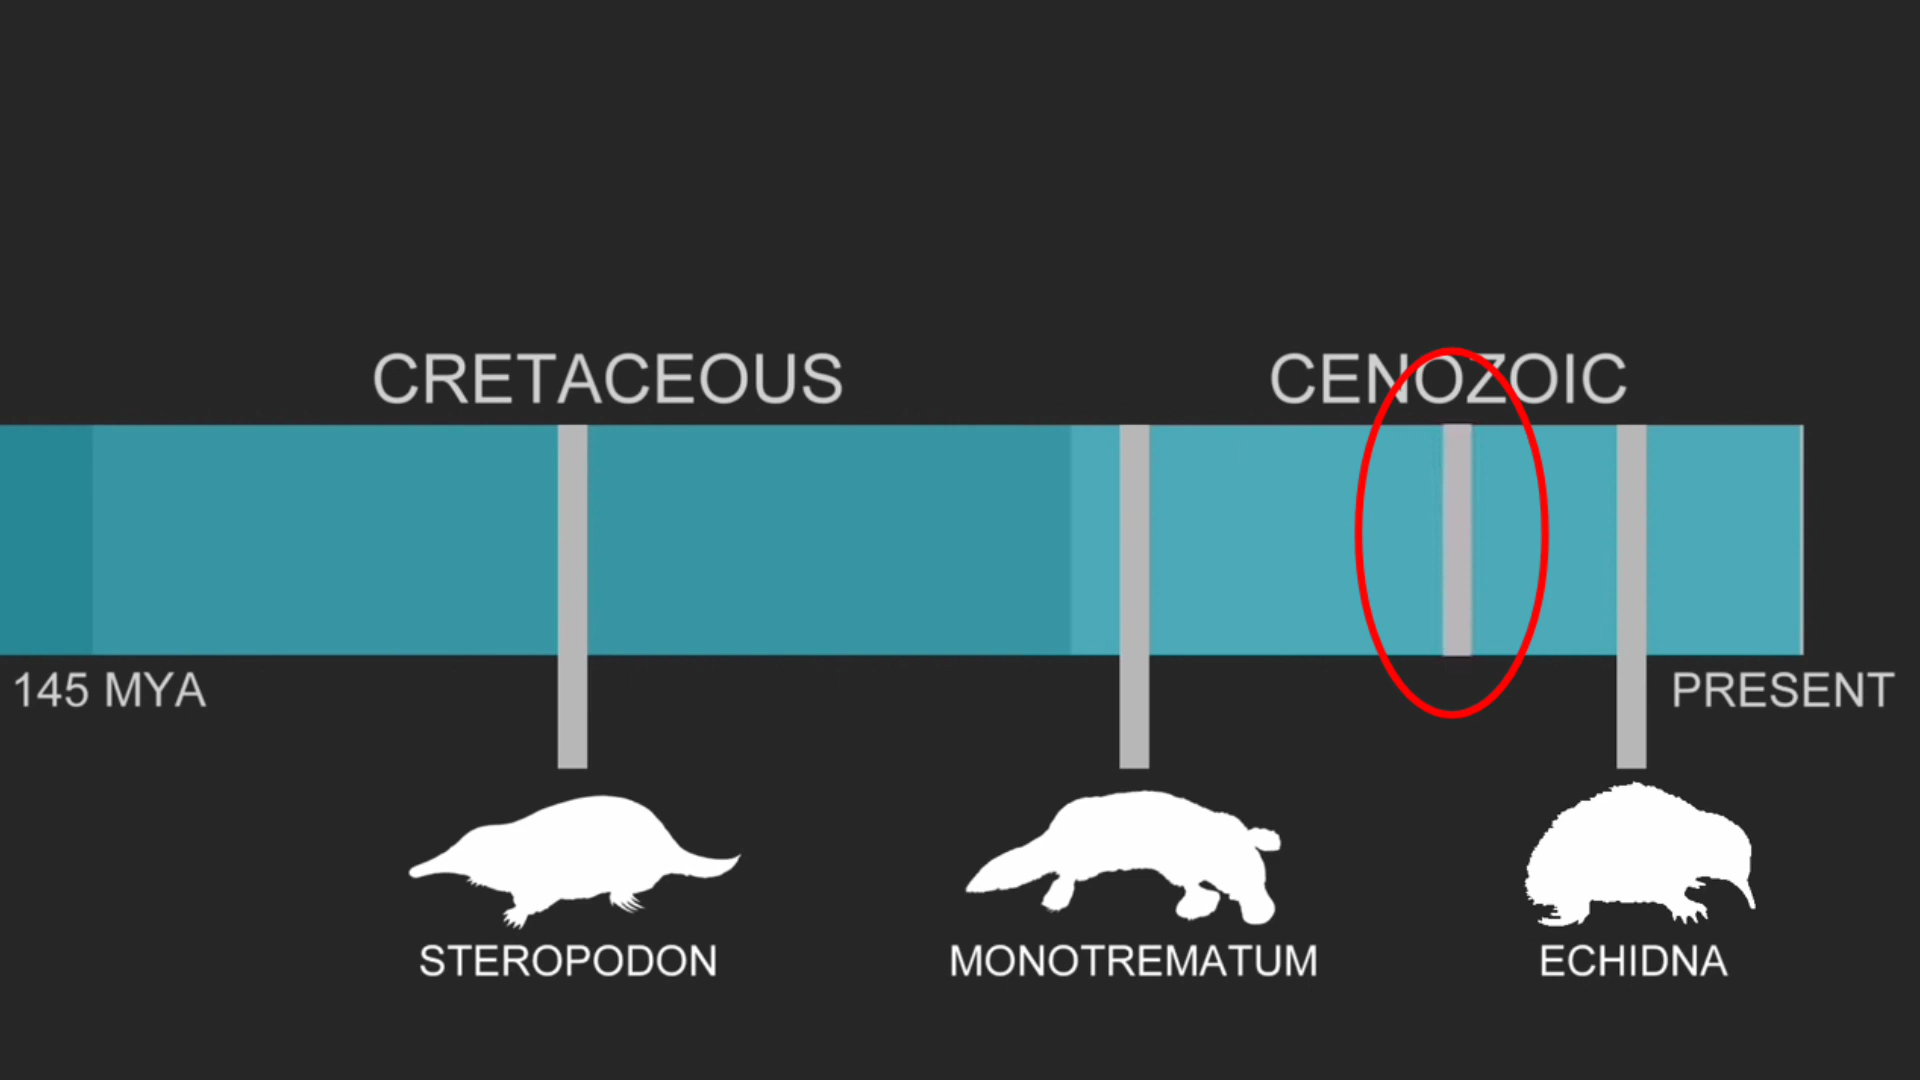 CRETACEOUS
CENOZOIC
145 MYA
PRESENT
STEROPODON
MONOTREMATUM
ECHIDNA